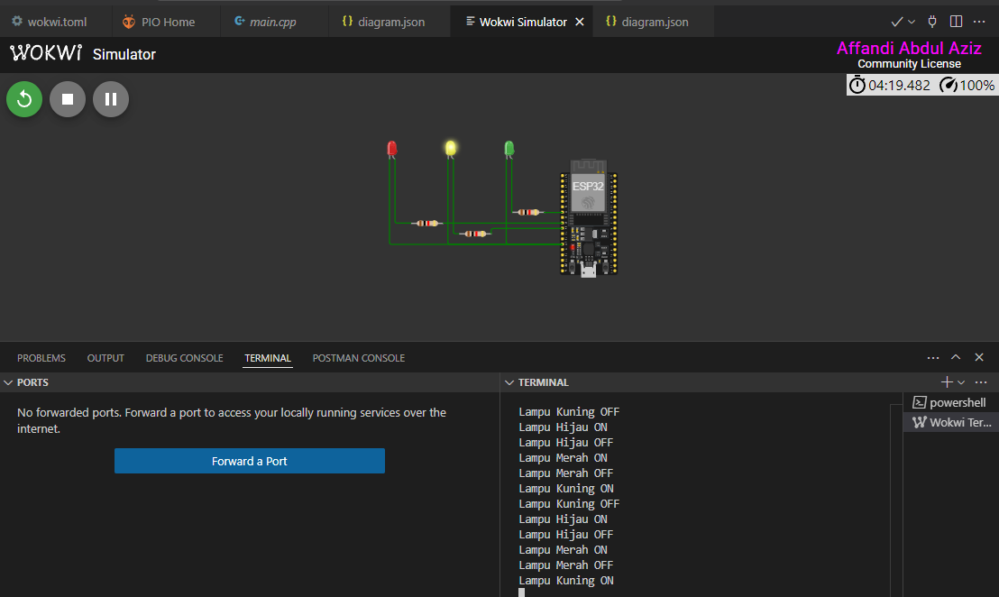 wokwi.toml
PIO Home
main.cpp
diagram.json
Wokwi Simulator
diagram.json
WOKWI Simulator
Affandi Abdul Aziz
Community License
04:19.482 100%
ESP32
PROBLEMS OUTPUT DEBUG CONSOLE TERMINAL POSTMAN CONSOLE
PORTS
No forwarded ports. Forward a port to access your locally running services over the
internet.
Forward a Port
TERMINAL
Lampu Kuning OFF
Lampu Hijau ON
Lampu Hijau OFF
Lampu Merah ON
Lampu Merah OFF
Lampu Kuning ON
Lampu Kuning OFF
Lampu Hijau ON
Lampu Hijau OFF
Lampu Merah ON
Lampu Merah OFF
Lampu Kuning ON
powershell
Wokwi Ter...